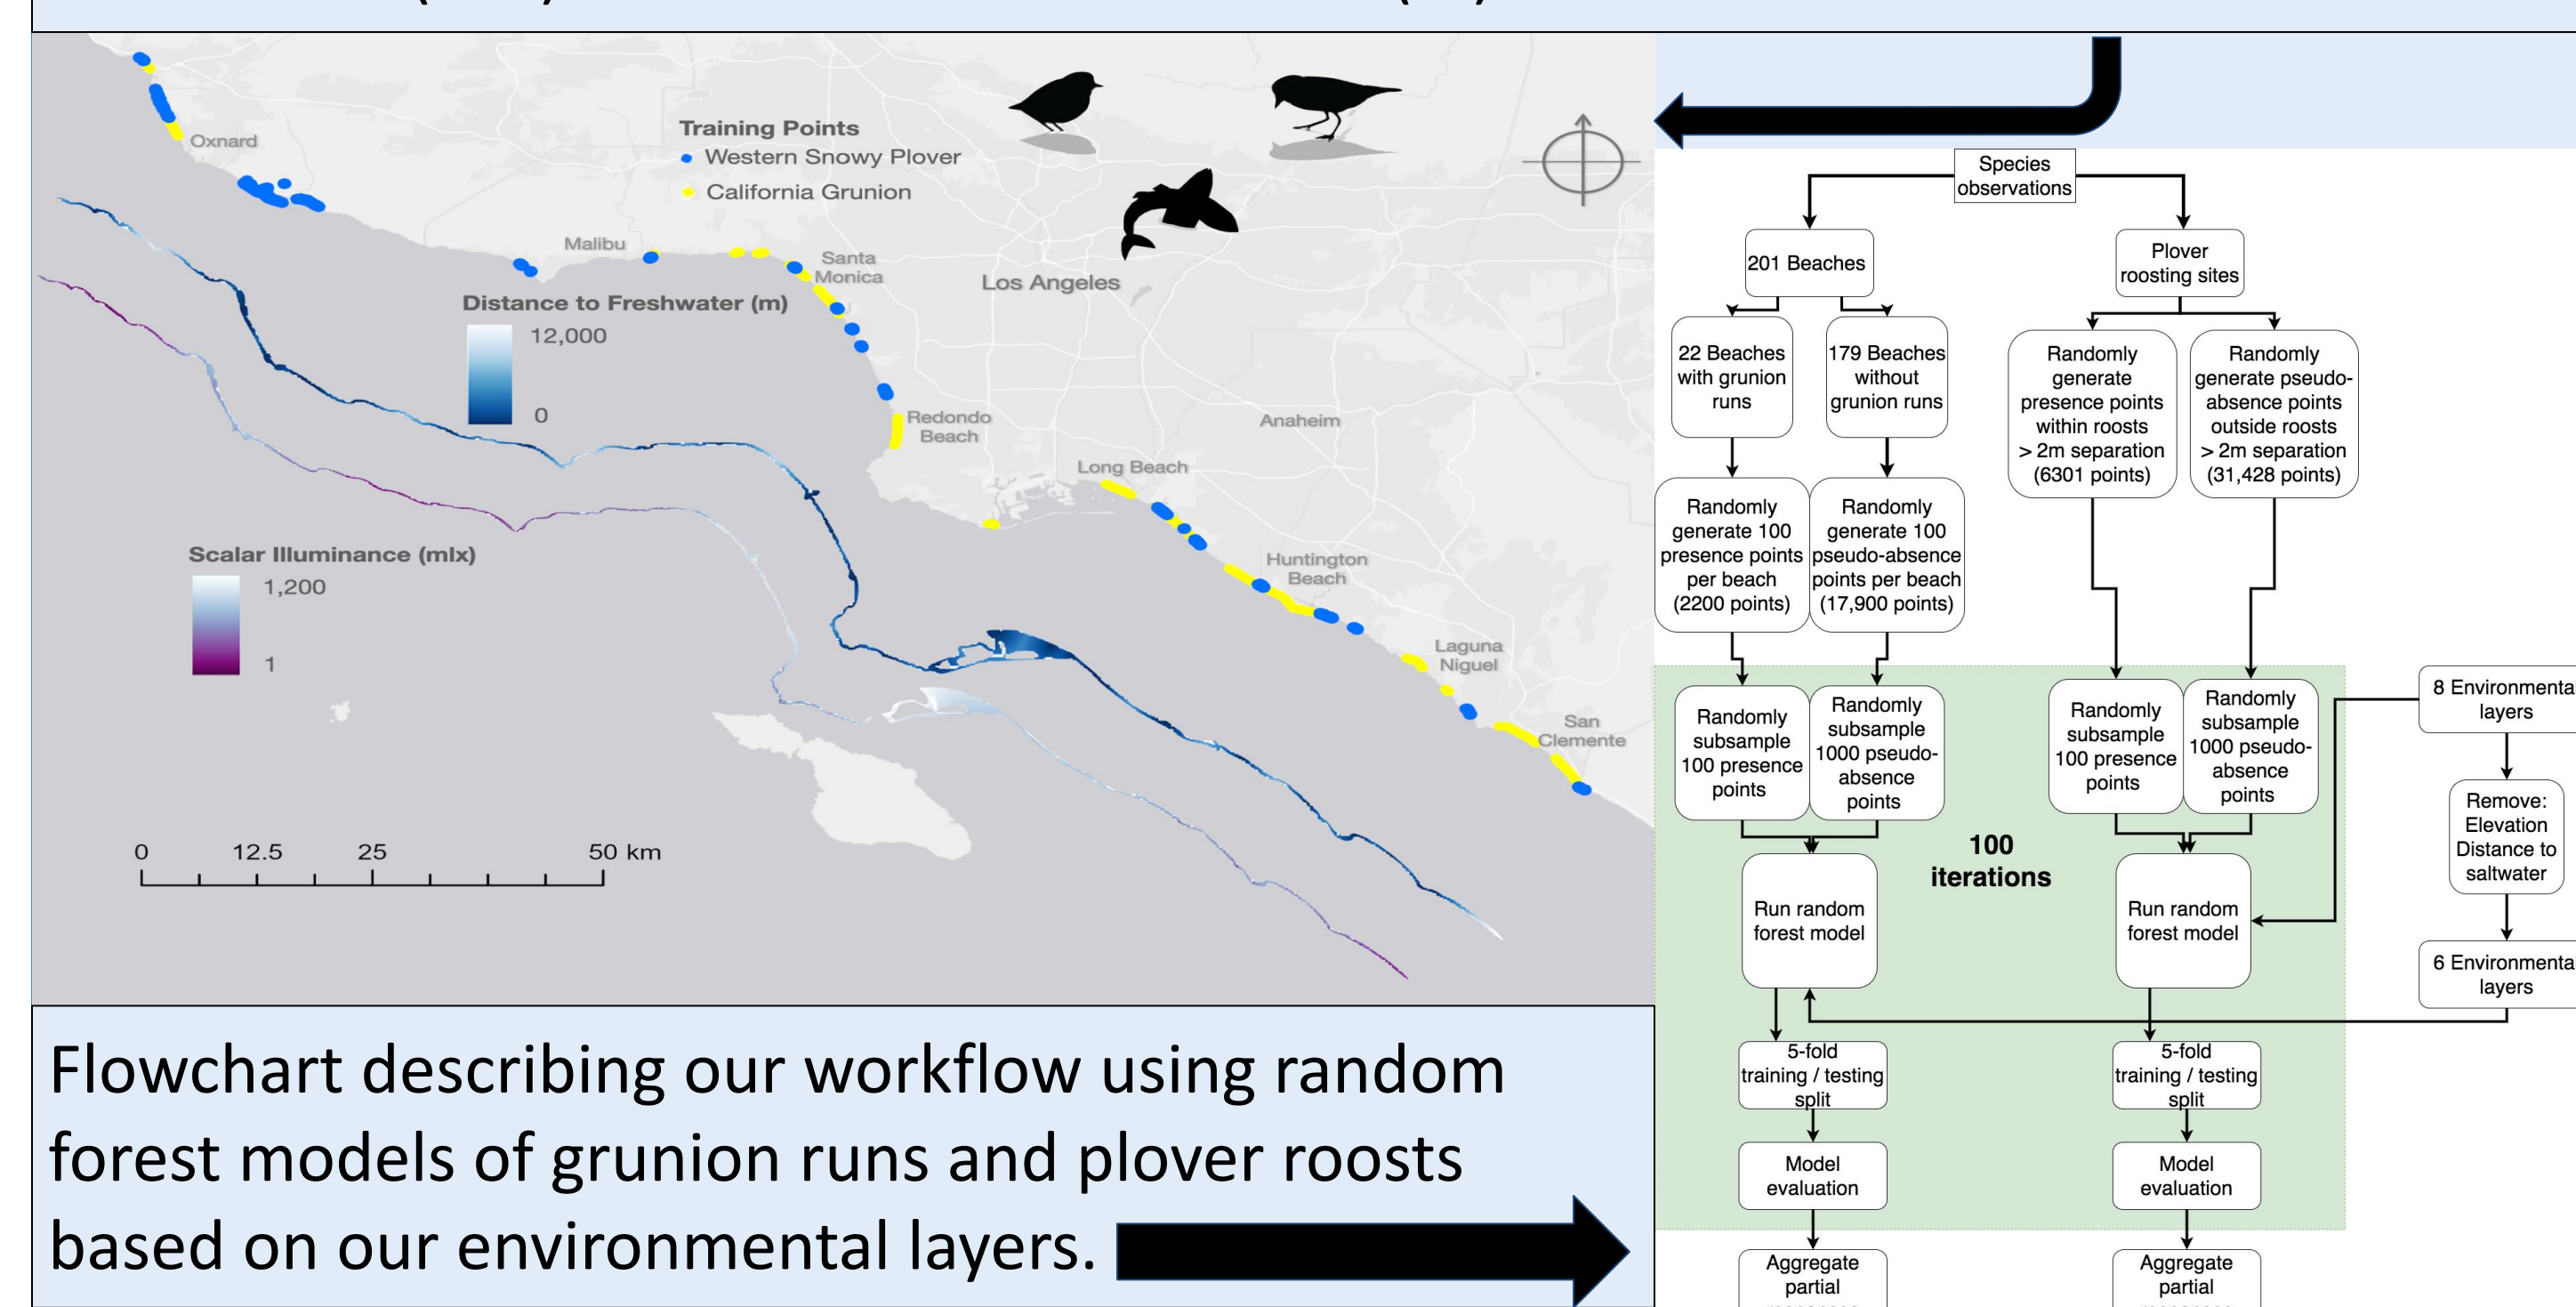 Training Points
Western Snowy Plover
California Grunion
Oxnard
Malibu
Santa
Monica
Los Angeles
Distance to Freshwater (m)
12,000
0
Redondo
Beach
Anaheim
Long Beach
Scalar Illuminance (mlx)
1,200
1
Huntington
Beach
Laguna
Niguel
San
Clemente
0 12.5 25 50 km
Flowchart describing our workflow using random
forest models of grunion runs and plover roosts
based on our environmental layers.
Species
observations
201 Beaches
Plover
roosting sites
22 Beaches
with grunion
runs
179 Beaches
without
grunion runs
Randomly
generate
presence points
within roosts
> 2m separation
(6301 points)
Randomly
generate pseudo-
absence points
outside roosts
> 2m separation
(31,428 points)
Randomly
generate 100
presence points
per beach
(2200 points)
Randomly
generate 100
pseudo-absence
points per beach
(17,900 points)
Randomly
subsample
100 presence
points
Randomly
subsample
1000 pseudo-
absence
points
Randomly
subsample
100 presence
points
Randomly
subsample
1000 pseudo-
absence
points
8 Environmenta
layers
Remove:
Elevation
Distance to
saltwater
6 Environmenta
layers
100
iterations
Run random
forest model
Run random
forest model
5-fold
training / testing
split
5-fold
training / testing
split
Model
evaluation
Model
evaluation
Aggregate
partial
Aggregate
partial